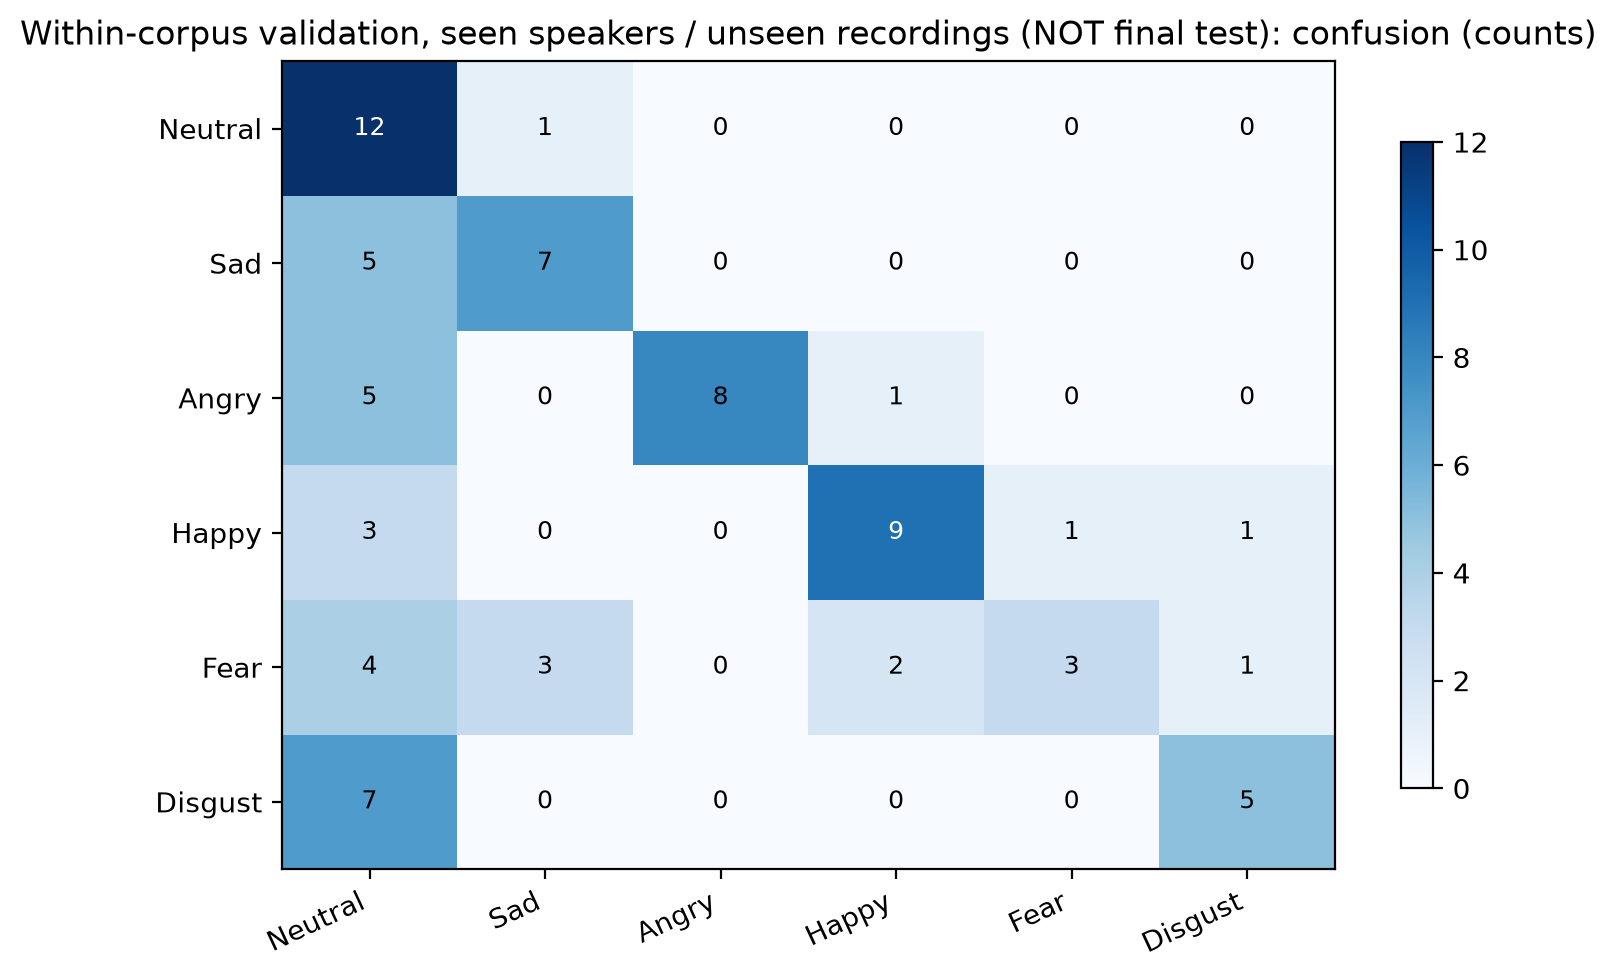 Within-corpus validation, seen speakers / unseen recordings (NOT final test): confusion (counts)
Neutral 12 1 0 0 0 0
Sad 5 7 0 0 0 0
Angry 5 0 8 1 0 0
Happy 3 0 0 9 1 1
Fear 4 3 0 2 3 1
Disgust 7 0 0 0 0 5
Neutral Sad Angry Happy Fear Disgust
12
10
8
6
4
2
0